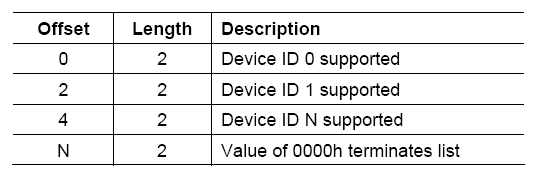 Offset Length Description
0 2 Device ID 0 supported
2 2 Device ID 1 supported
4 2 Device ID N supported
N 2 Value of 0000h terminates list